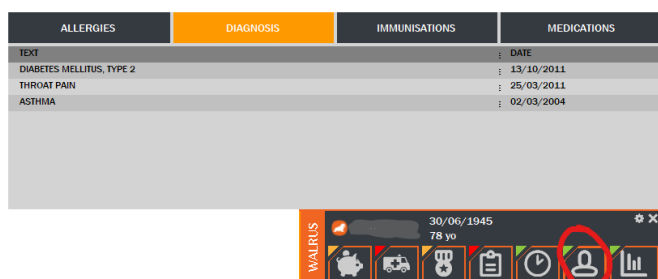 ALLERGIES DIAGNOSIS IMMUNISATIONS MEDICATIONS
TEXT DATE
DIABETES MELLITUS, TYPE 2 13/10/2011
THROAT PAIN 25/03/2011
ASTHMA 02/03/2004
WALRUS
30/06/1945
78 yo